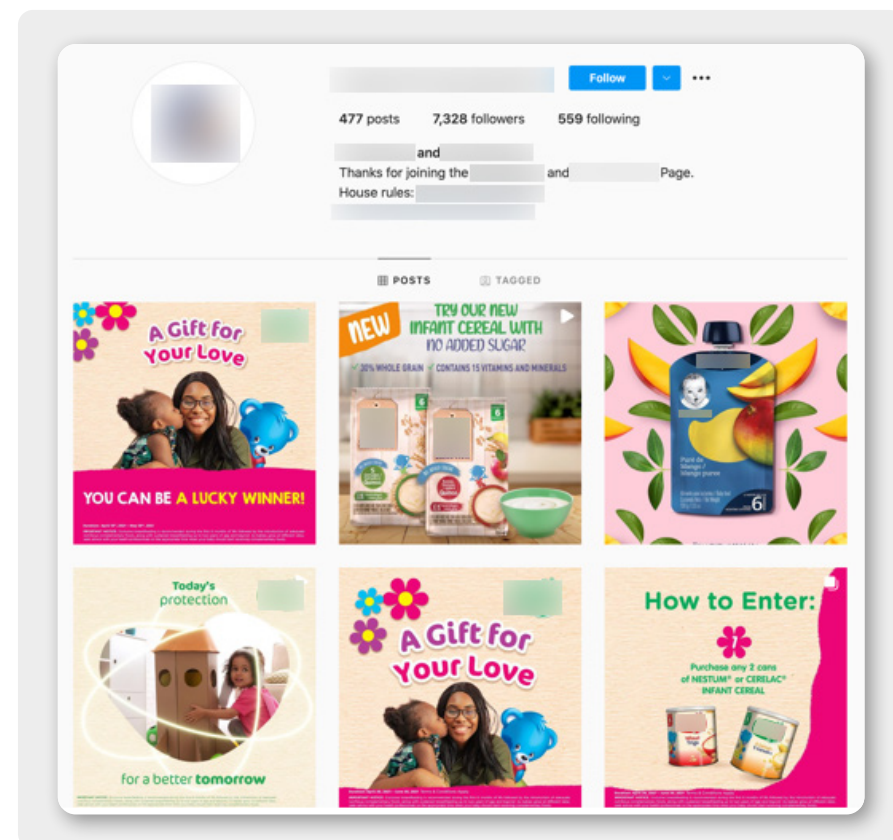 Follow
477 posts 7,328 followers 559 following
and
Thanks for joining the and Page.
House rules:
POSTS TAGGED
A Gift for
Your Love
YOU CAN BE A LUCKY WINNER!
NEW
TRY OUR NEW
INFANT CEREAL WITH
NO ADDED SUGAR
30% WHOLE GRAIN CONTAINS 15 VITAMINS AND MINERALS
6
6
Puré de
Mango /
Mango puree
6
Today's
protection
for a better tomorrow
A Gift for
Your Love
How to Enter:
1
Purchase any 2 cans
of NESTUM® or CERELAC®
INFANT CEREAL